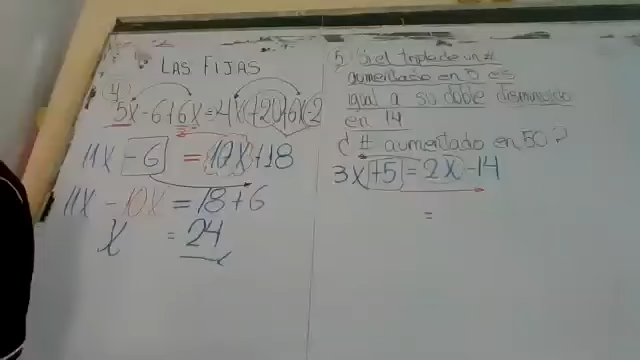 LAS FIJAS
4)
5X-6+6X=4X+20+6X-2
11X-6=10X+18
11X-10X=18+6
X=24
5) Si el triple de un #
aumentado en 5 es
igual a su doble disminuido
en 14
d # aumentado en 50?
3X+5=2X-14
=